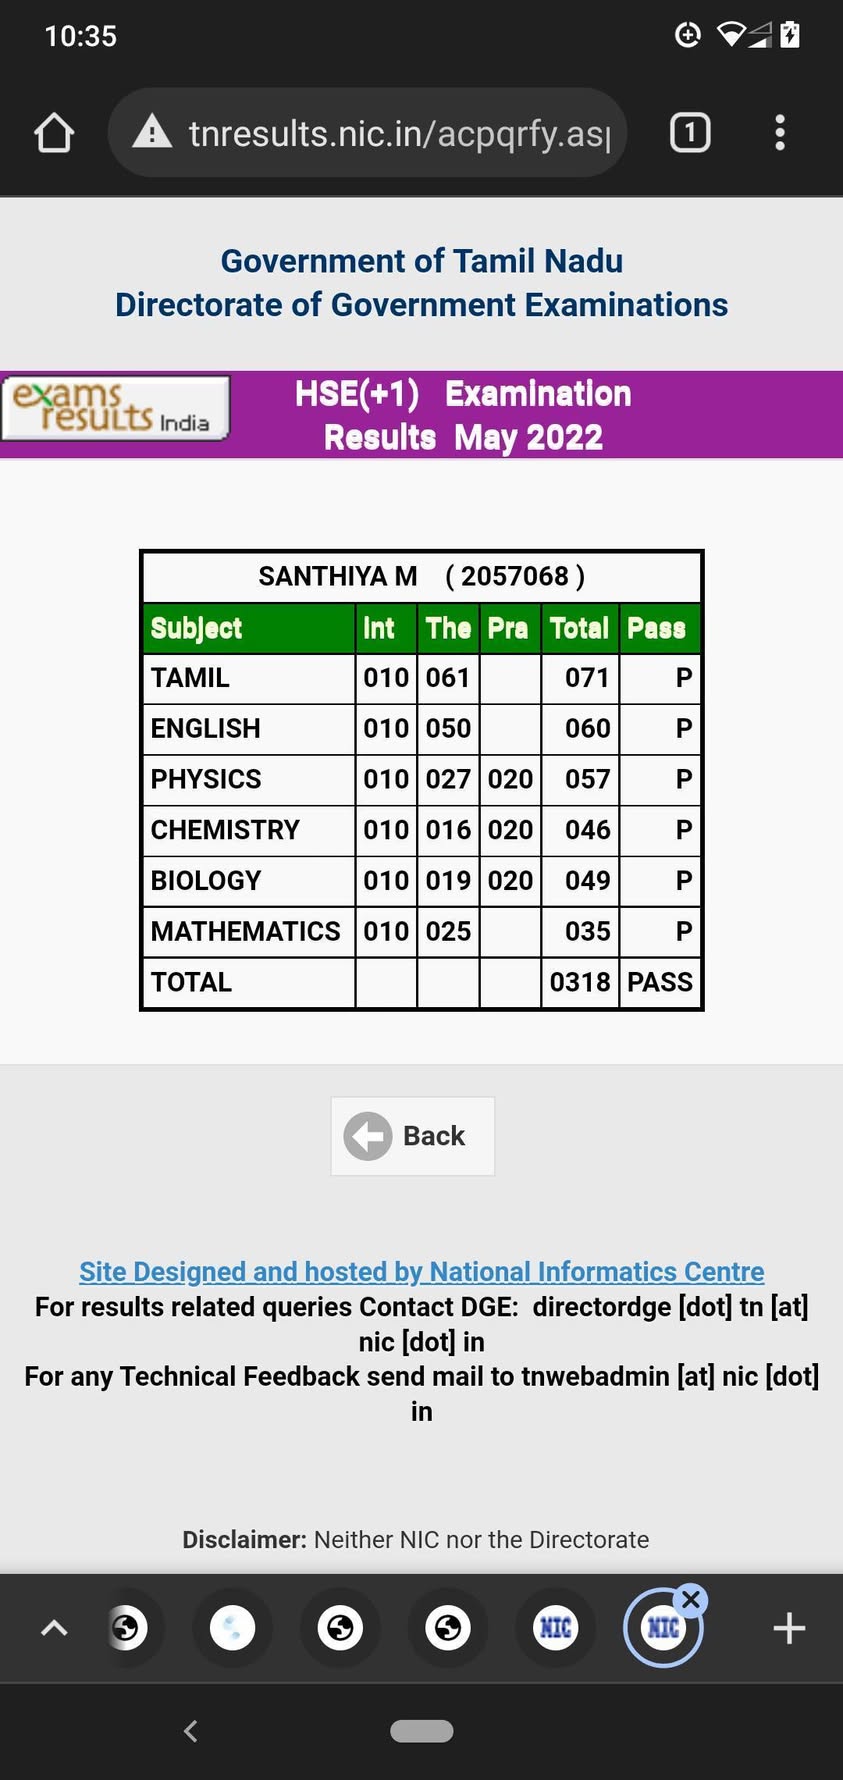 10:35
tnresults.nic.in/acpqrfy.asp
1
Government of Tamil Nadu
Directorate of Government Examinations
exams
results India
HSE(+1) Examination
Results May 2022
SANTHIYA M ( 2057068 )
Subject Int The Pra Total Pass
TAMIL 010 061 071 P
ENGLISH 010 050 060 P
PHYSICS 010 027 020 057 P
CHEMISTRY 010 016 020 046 P
BIOLOGY 010 019 020 049 P
MATHEMATICS 010 025 035 P
TOTAL 0318 PASS
Back
Site Designed and hosted by National Informatics Centre
For results related queries Contact DGE: directordge [dot] tn [at]
nic [dot] in
For any Technical Feedback send mail to tnwebadmin [at] nic [dot]
in
Disclaimer: Neither NIC nor the Directorate
NIC NIC